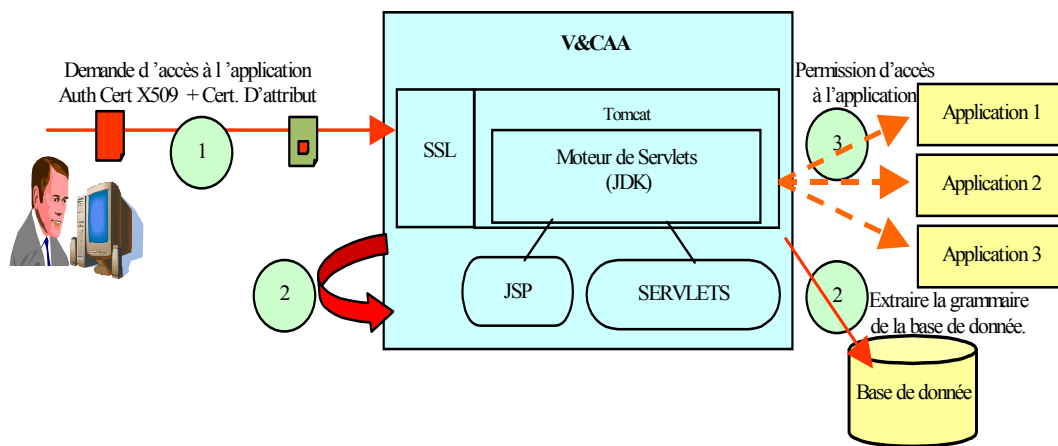 V&CAA
Demande d 'accès à l 'application
Auth Cert X509 + Cert. D'attribut
1
SSL
Tomcat
Moteur de Servlets
(JDK)
JSP
SERVLETS
2
Permission d'accès
à l'application
3
Application 1
Application 2
Application 3
2
Extraire la grammaire
de la base de donnée.
Base de donnée